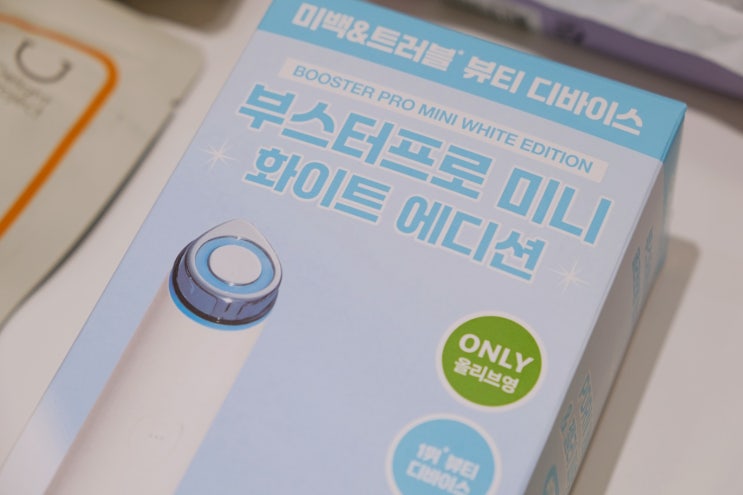 미백&트러블* 뷰티 디바이스
BOOSTER PRO MINI WHITE EDITION
부스터프로 미니
화이트 에디션
ONLY
올리브영
1위* 뷰티
디바이스